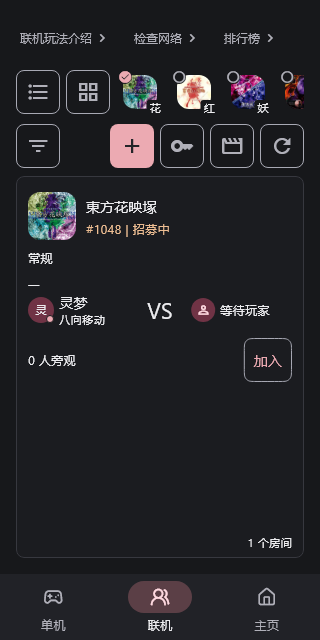 联机玩法介绍 检查网络 排行榜
花 红 妖
東方花映塚
#1048 | 招募中
常规
—
灵 灵梦 VS 等待玩家
八向移动
0 人旁观 加入
1 个房间
单机 联机 主页